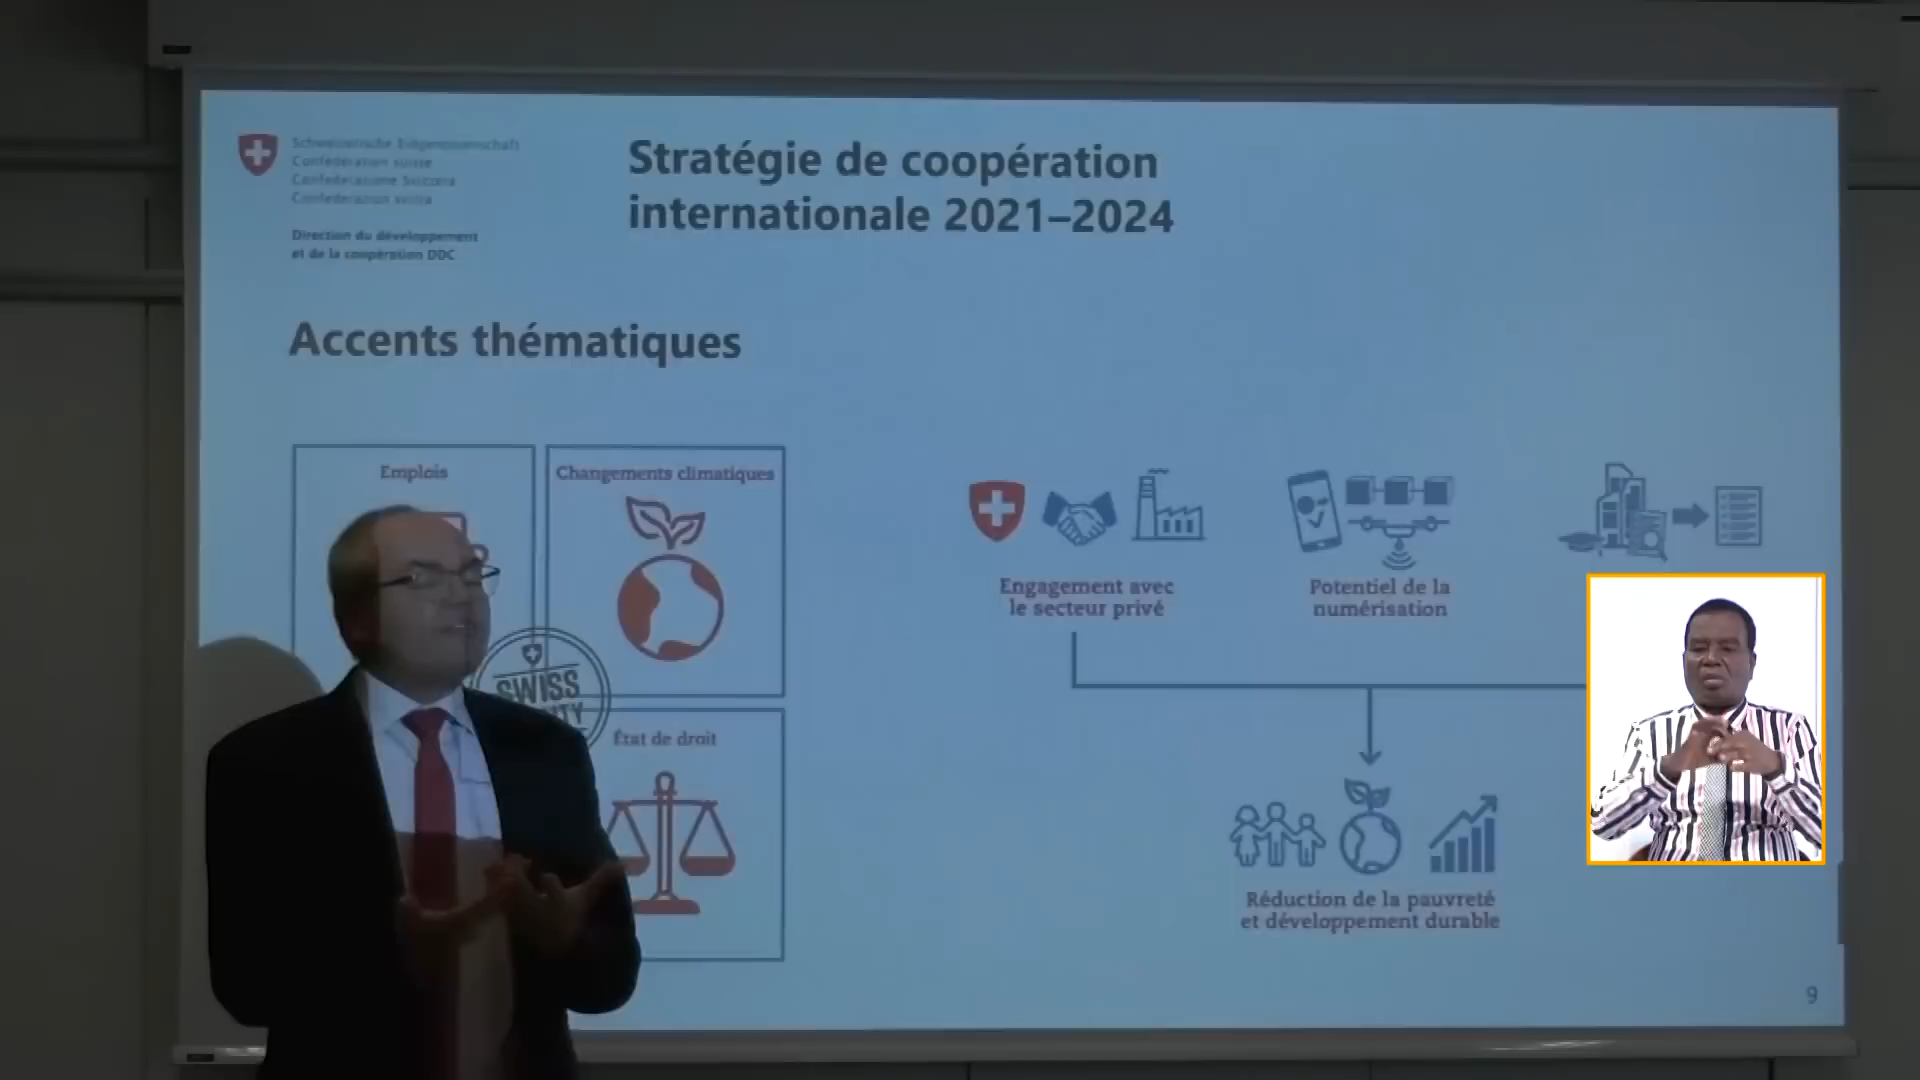 Schweizerische Eidgenossenschaft
Confédération suisse
Confederazione Svizzera
Confederaziun svizra
Direction du développement
et de la coopération DDC
Stratégie de coopération
internationale 2021–2024
Accents thématiques
Emplois
Changements climatiques
SWISS
État de droit
Engagement avec
le secteur privé
Potentiel de la
numérisation
Réduction de la pauvreté
et développement durable
9